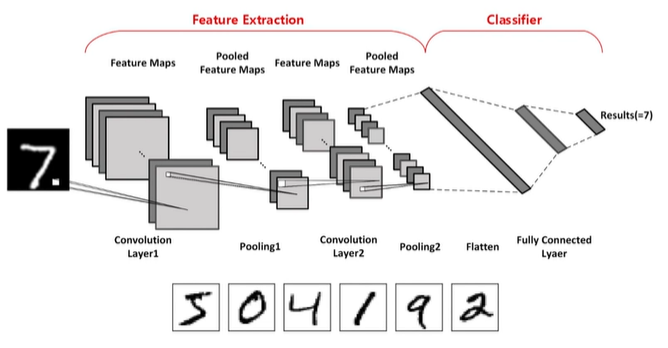 Feature Extraction
Classifier
Feature Maps
Pooled
Feature Maps
Feature Maps
Pooled
Feature Maps
Results(=7)
7
Convolution
Layer1
Pooling1
Convolution
Layer2
Pooling2
Flatten
Fully Connected
Lyaer
5 0 4 1 9 2